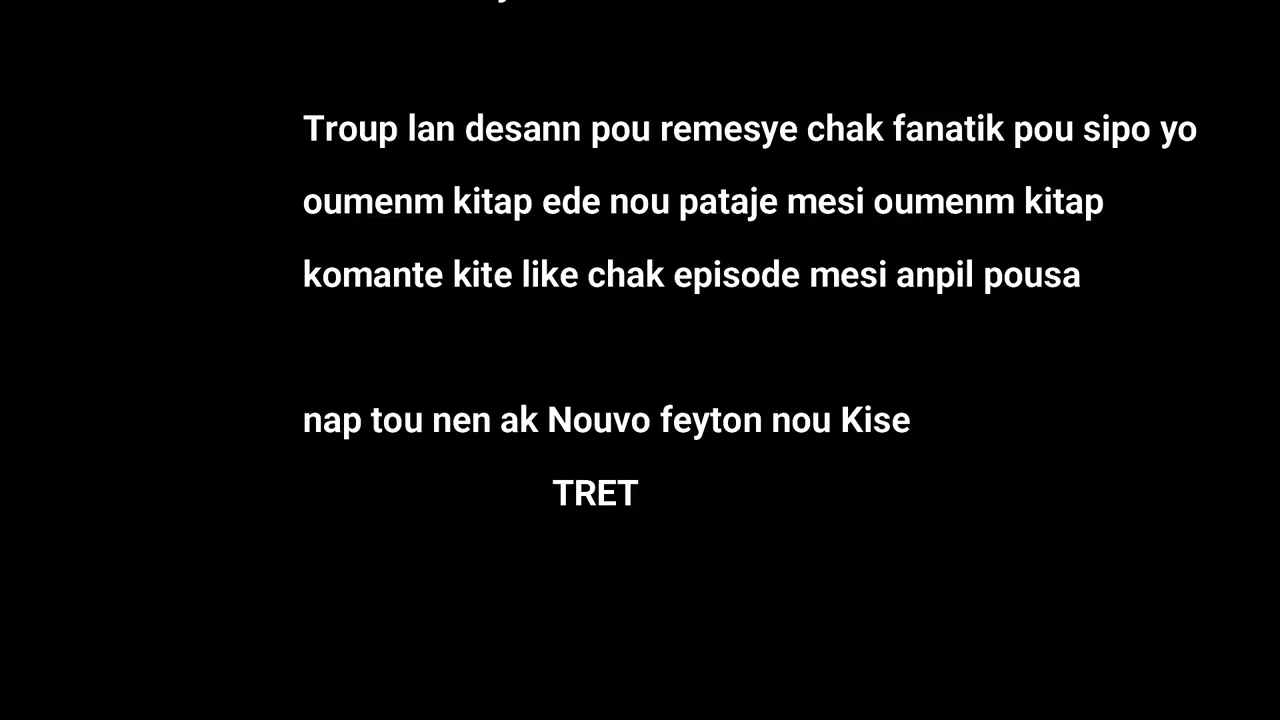 Troup lan desann pou remesye chak fanatik pou sipo yo
oumenm kitap ede nou pataje mesi oumenm kitap
komante kite like chak episode mesi anpil pousa
nap tou nen ak Nouvo feyton nou Kise
TRET